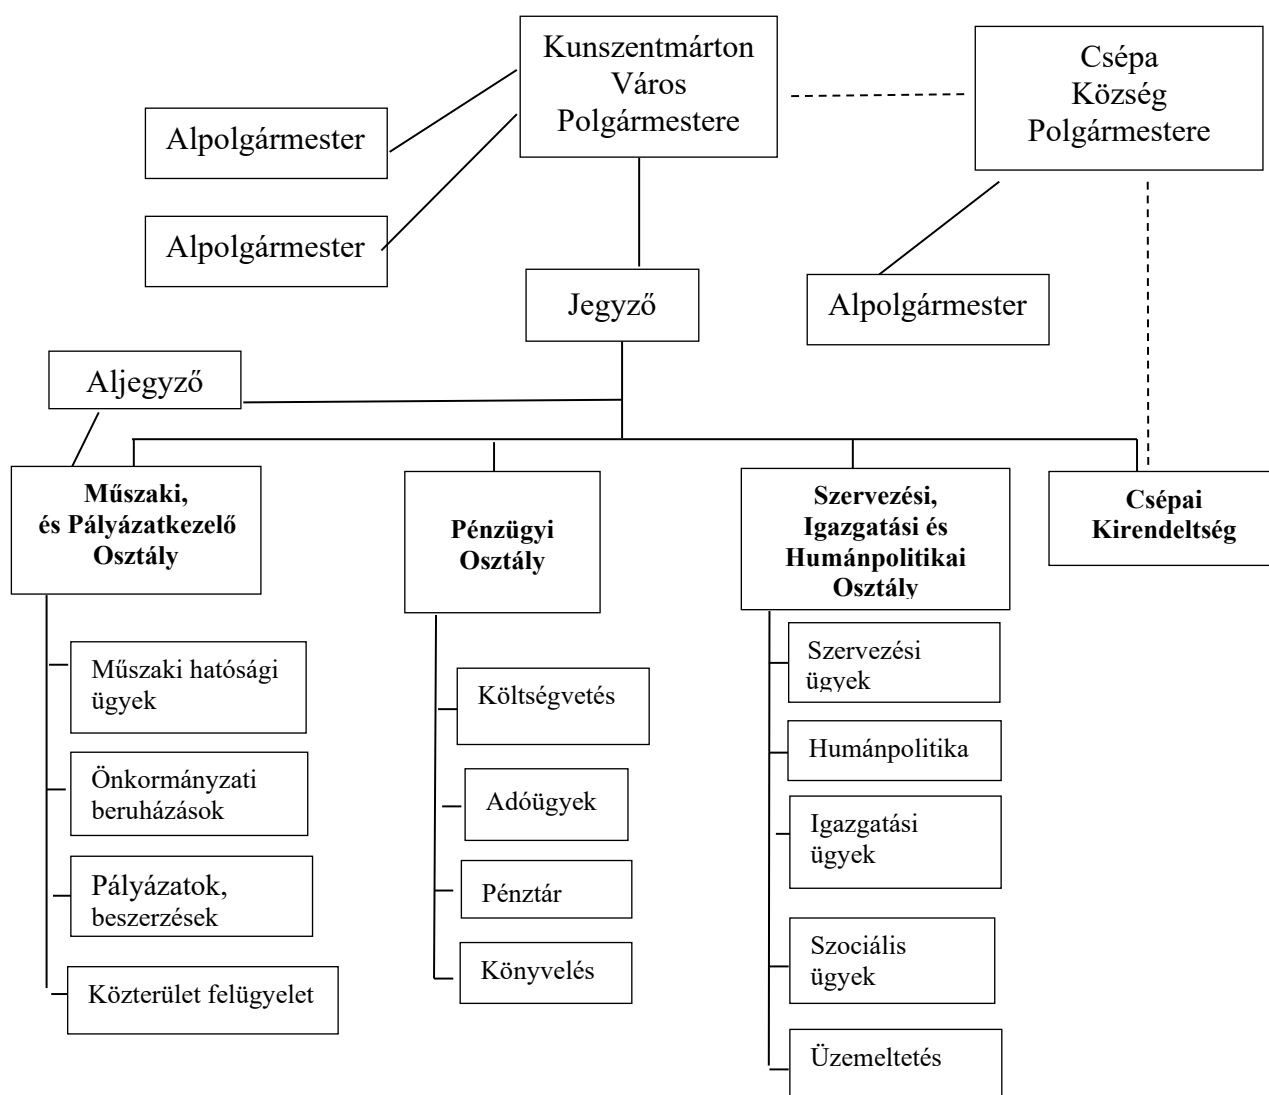 Kunszentmárton
Város
Polgármestere
Csépa
Község
Polgármestere
Alpolgármester
Alpolgármester
Jegyző
Alpolgármester
Aljegyző
Műszaki,
és Pályázatkezelő
Osztály
Pénzügyi
Osztály
Szervezési,
Igazgatási és
Humánpolitikai
Osztály
Csépai
Kirendeltség
Műszaki hatósági
ügyek
Önkormányzati
beruházások
Pályázatok,
beszerzések
Közterület felügyelet
Költségvetés
Adóügyek
Pénztár
Könyvelés
Szervezési
ügyek
Humánpolitika
Igazgatási
ügyek
Szociális
ügyek
Üzemeltetés